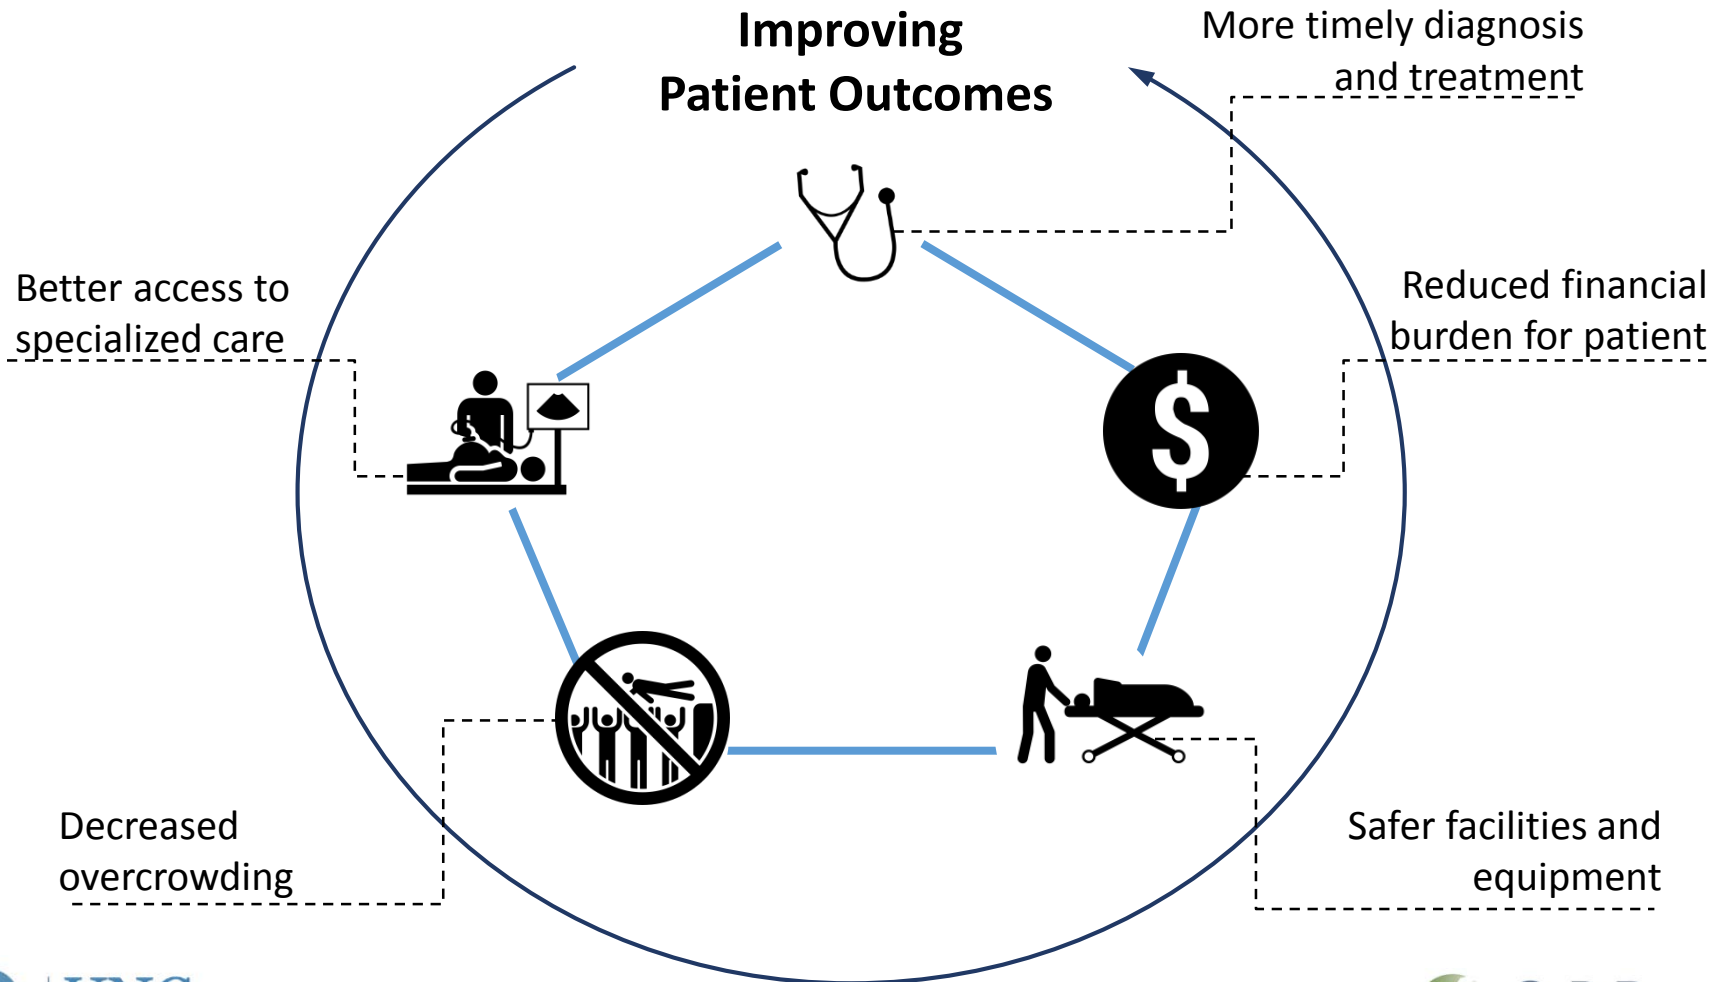 Improving
Patient Outcomes
More timely diagnosis
and treatment
Better access to
specialized care
Reduced financial
burden for patient
$
Decreased
overcrowding
Safer facilities and
equipment